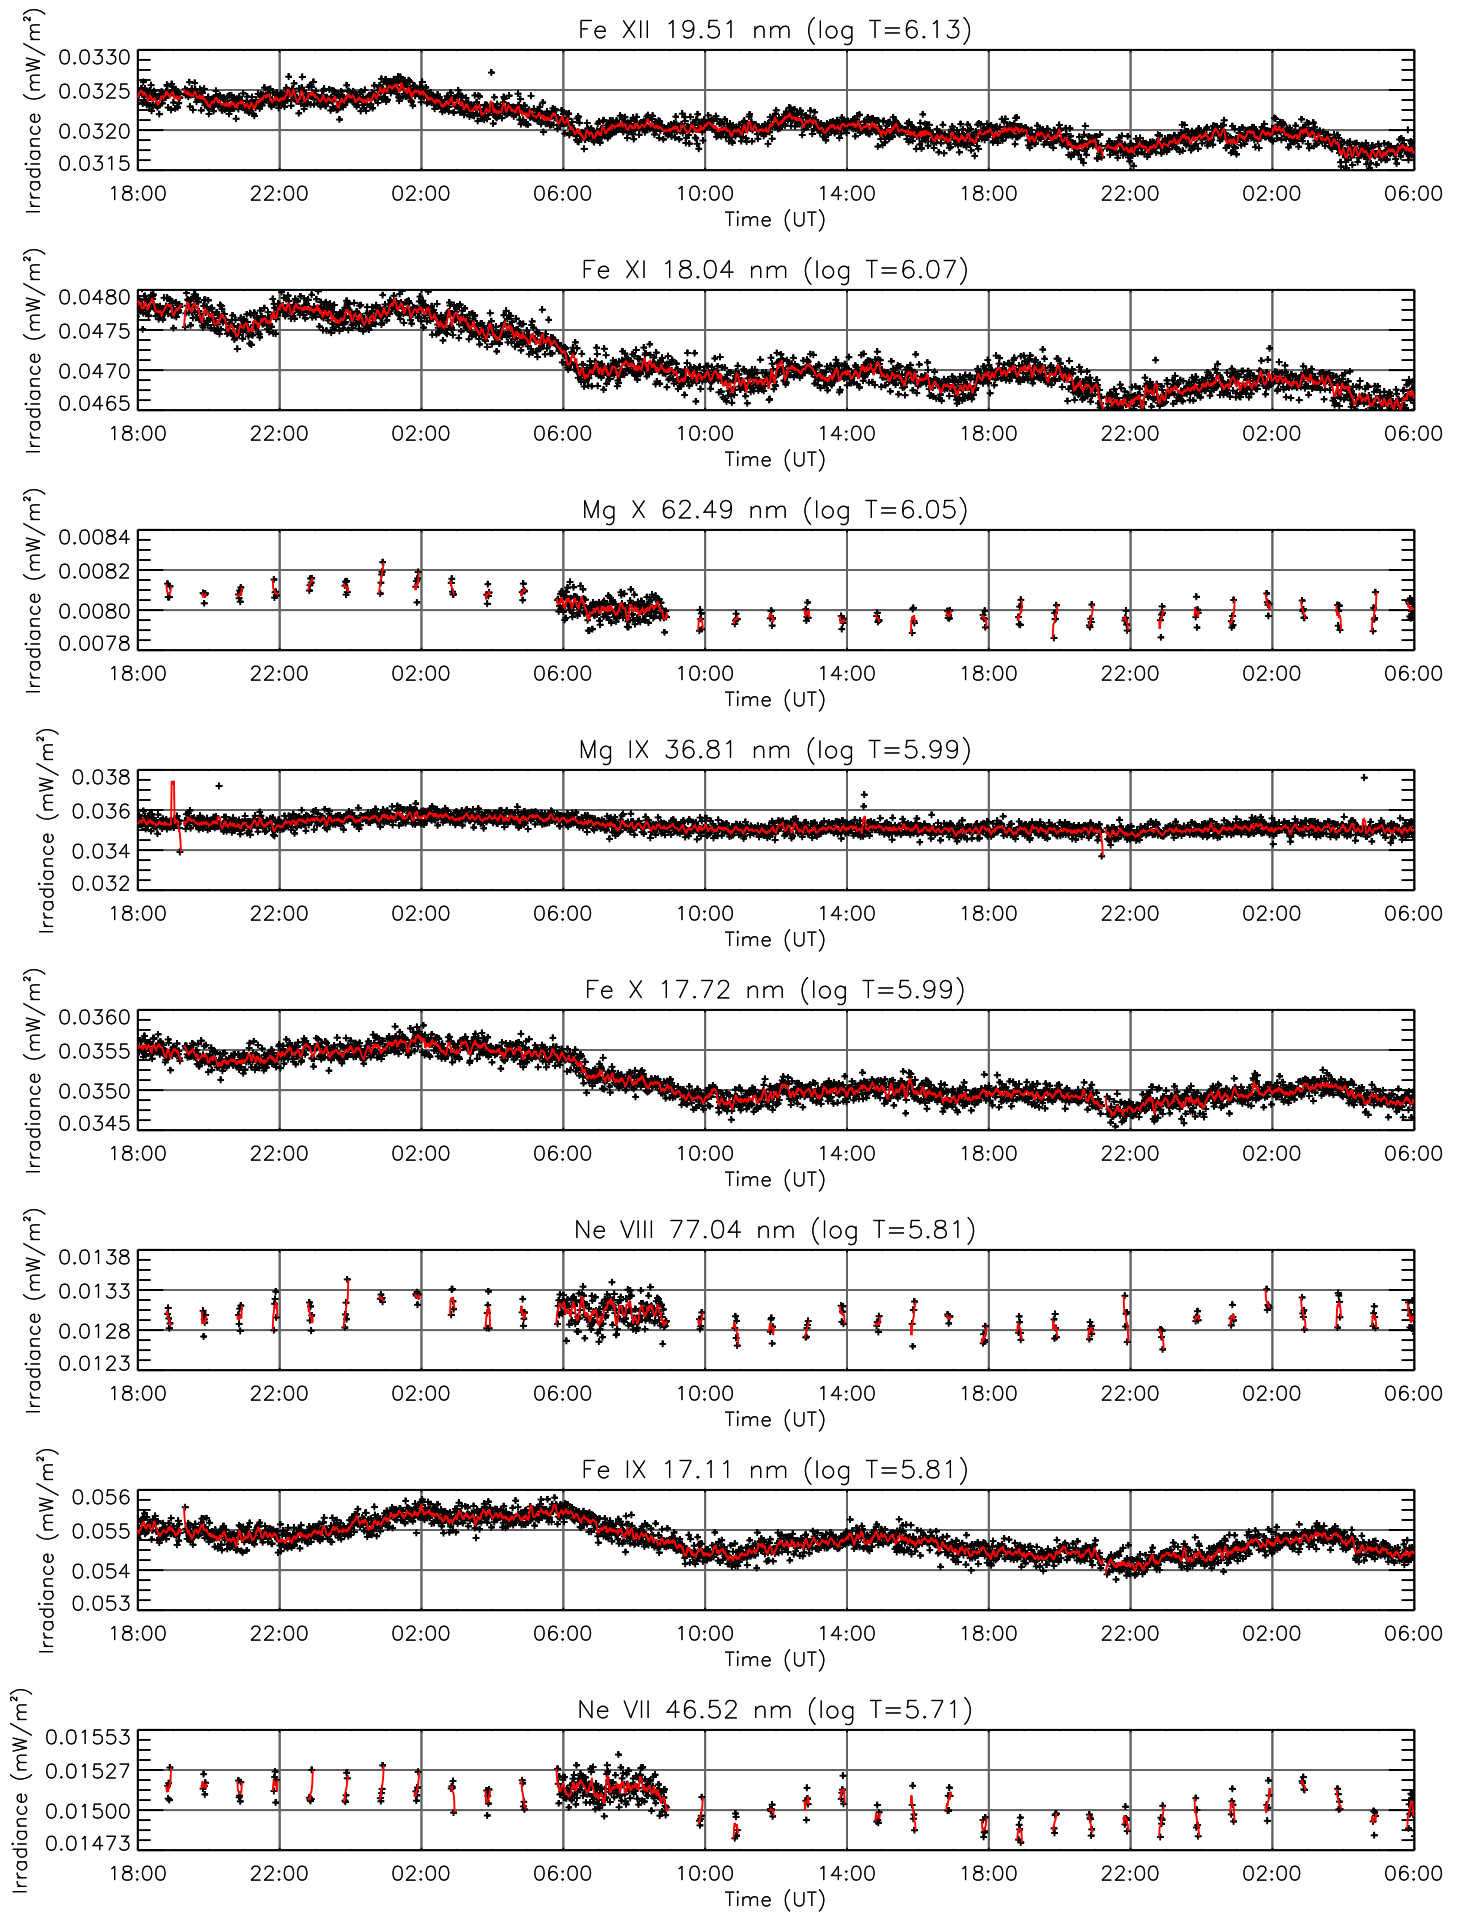 Fe XII 19.51 nm (log T=6.13)
Irradiance (mW/m²)
0.0330
0.0325
0.0320
0.0315
18:00 22:00 02:00 06:00 10:00 14:00 18:00 22:00 02:00 06:00
Time (UT)
Fe XI 18.04 nm (log T=6.07)
Irradiance (mW/m²)
0.0480
0.0475
0.0470
0.0465
18:00 22:00 02:00 06:00 10:00 14:00 18:00 22:00 02:00 06:00
Time (UT)
Mg X 62.49 nm (log T=6.05)
Irradiance (mW/m²)
0.0084
0.0082
0.0080
0.0078
18:00 22:00 02:00 06:00 10:00 14:00 18:00 22:00 02:00 06:00
Time (UT)
Mg IX 36.81 nm (log T=5.99)
Irradiance (mW/m²)
0.038
0.036
0.034
0.032
18:00 22:00 02:00 06:00 10:00 14:00 18:00 22:00 02:00 06:00
Time (UT)
Fe X 17.72 nm (log T=5.99)
Irradiance (mW/m²)
0.0360
0.0355
0.0350
0.0345
18:00 22:00 02:00 06:00 10:00 14:00 18:00 22:00 02:00 06:00
Time (UT)
Ne VIII 77.04 nm (log T=5.81)
Irradiance (mW/m²)
0.0138
0.0133
0.0128
0.0123
18:00 22:00 02:00 06:00 10:00 14:00 18:00 22:00 02:00 06:00
Time (UT)
Fe IX 17.11 nm (log T=5.81)
Irradiance (mW/m²)
0.056
0.055
0.054
0.053
18:00 22:00 02:00 06:00 10:00 14:00 18:00 22:00 02:00 06:00
Time (UT)
Ne VII 46.52 nm (log T=5.71)
Irradiance (mW/m²)
0.01553
0.01527
0.01500
0.01473
18:00 22:00 02:00 06:00 10:00 14:00 18:00 22:00 02:00 06:00
Time (UT)